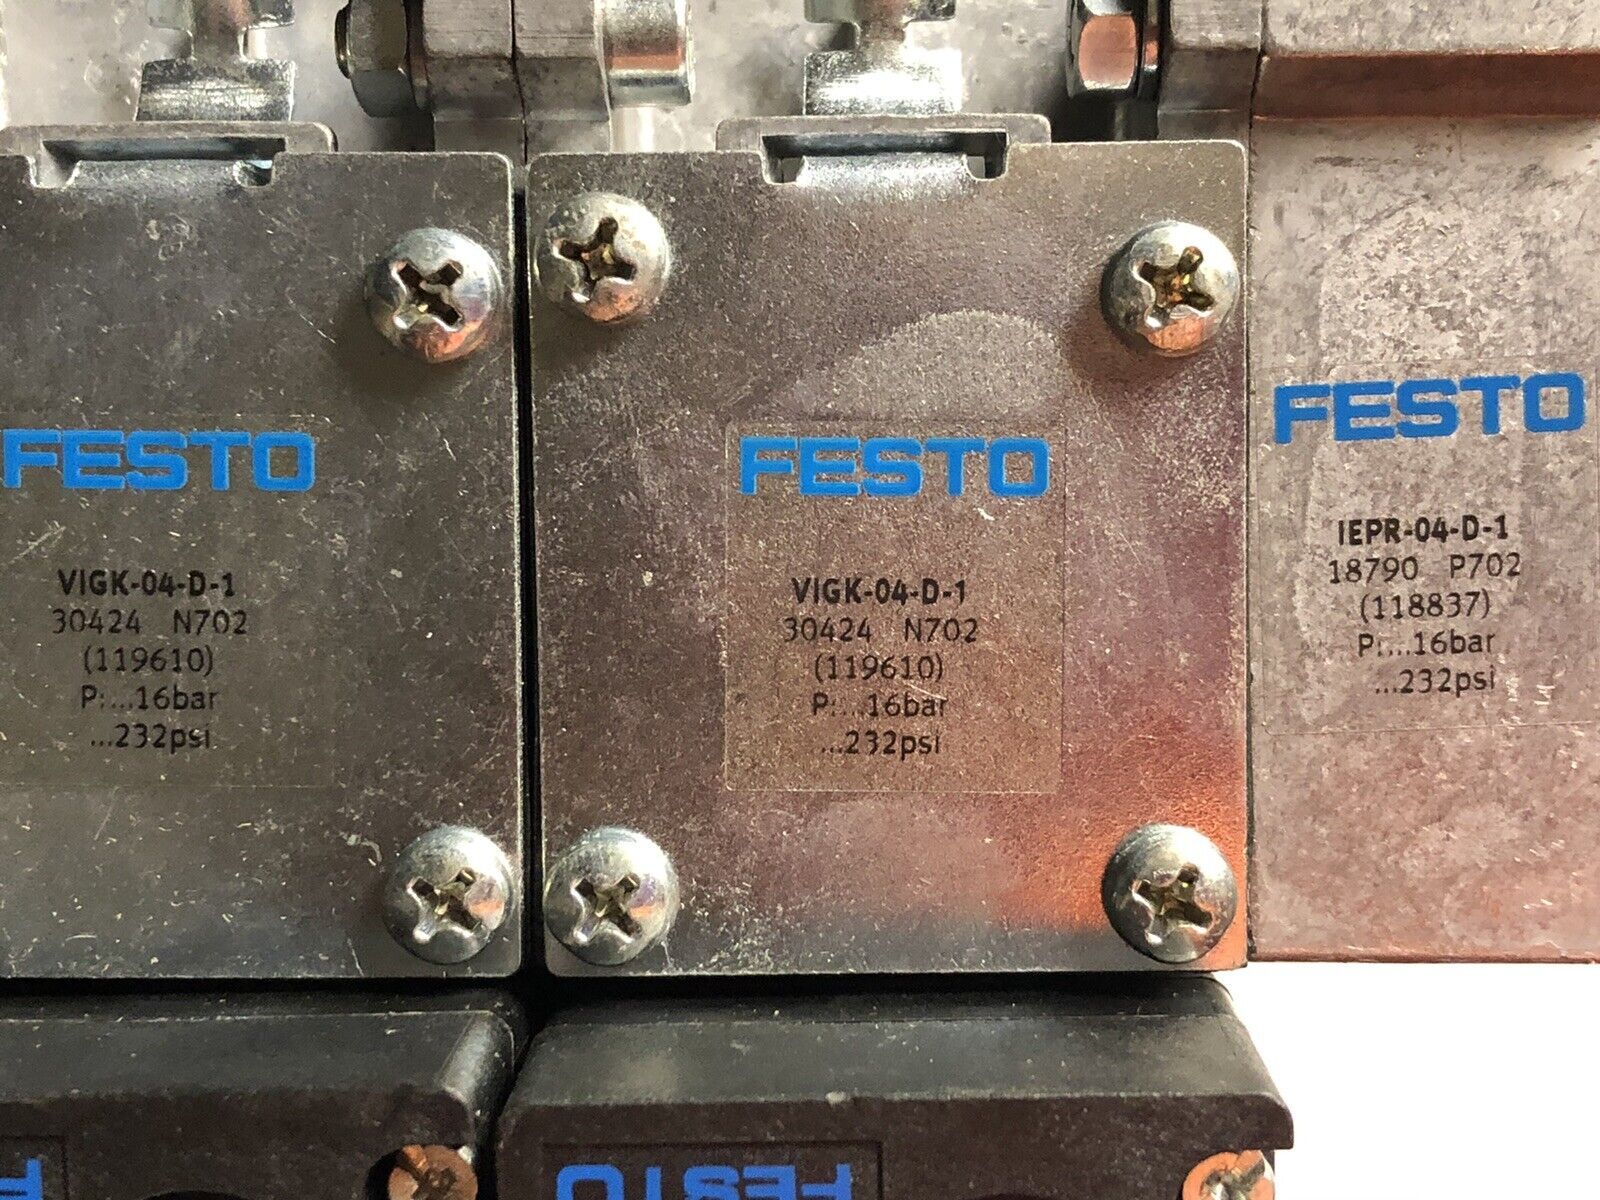 FESTO
VIGK-04-D-1
30424 N702
(119610)
P:...16bar
...232psi
FESTO
VIGK-04-D-1
30424 N702
(119610)
P:...16bar
...232psi
FESTO
IEPR-04-D-1
18790 P702
(118837)
P:...16bar
...232psi
FESTO